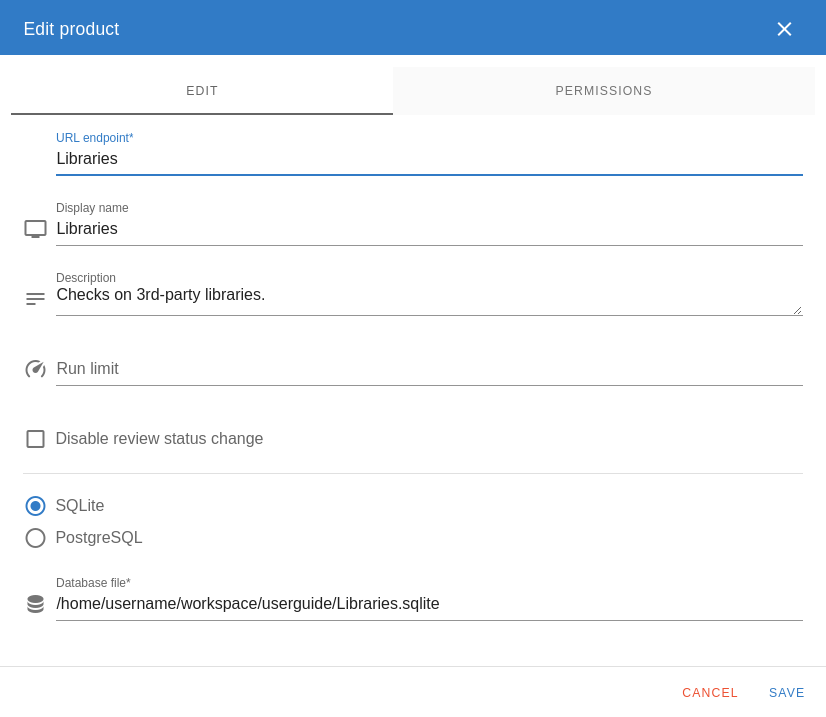 Edit product
EDIT
PERMISSIONS
URL endpoint*
Libraries
Display name
Libraries
Description
Checks on 3rd-party libraries.
Run limit
Disable review status change
SQLite
PostgreSQL
Database file*
/home/username/workspace/userguide/Libraries.sqlite
CANCEL
SAVE